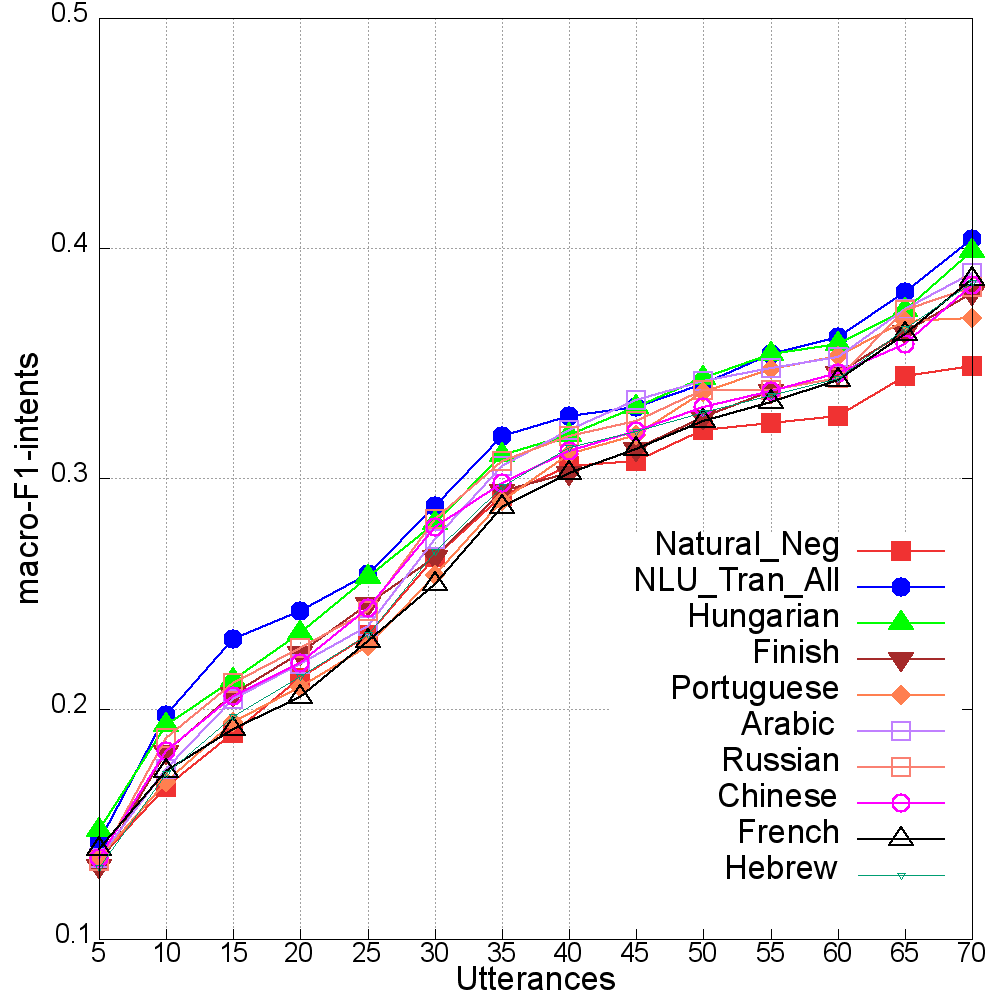 0.5
0.4
0.3
0.2
0.1
macro-F1-intents
Natural_Neg
NLU_Tran_All
Hungarian
Finish
Portuguese
Arabic
Russian
Chinese
French
Hebrew
5 10 15 20 25 30 35 40 45 50 55 60 65 70
Utterances